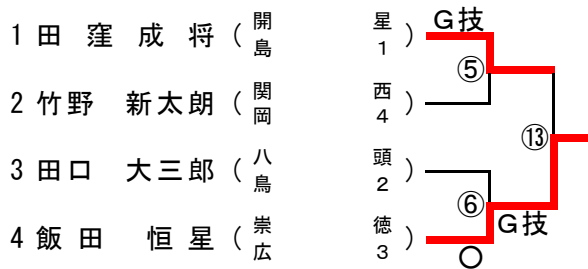 1 田 窪 成 将 ( 開 星 ) G技
島 1
⑤
2 竹野 新太朗 ( 関 西 )
岡 4
⑬
3 田口 大三郎 ( 八 頭 )
鳥 2
⑥ G技
4 飯 田 恒 星 ( 崇 徳 )
広 3
○